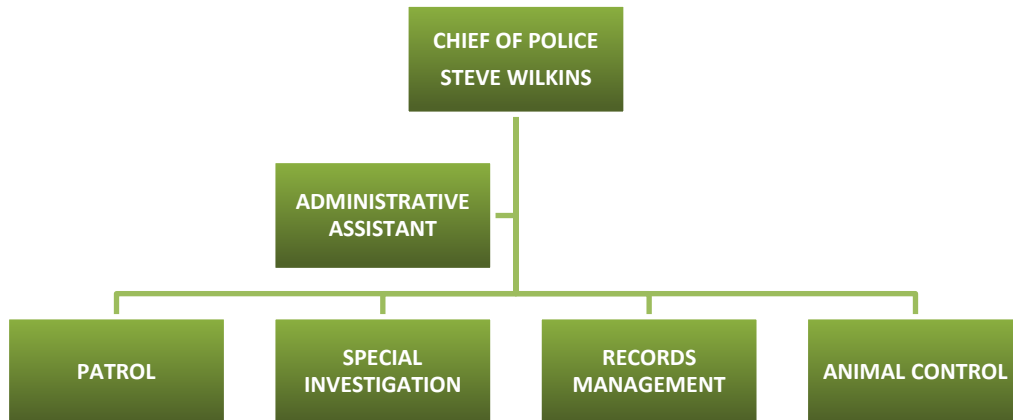 CHIEF OF POLICE
STEVE WILKINS
ADMINISTRATIVE
ASSISTANT
PATROL
SPECIAL
INVESTIGATION
RECORDS
MANAGEMENT
ANIMAL CONTROL